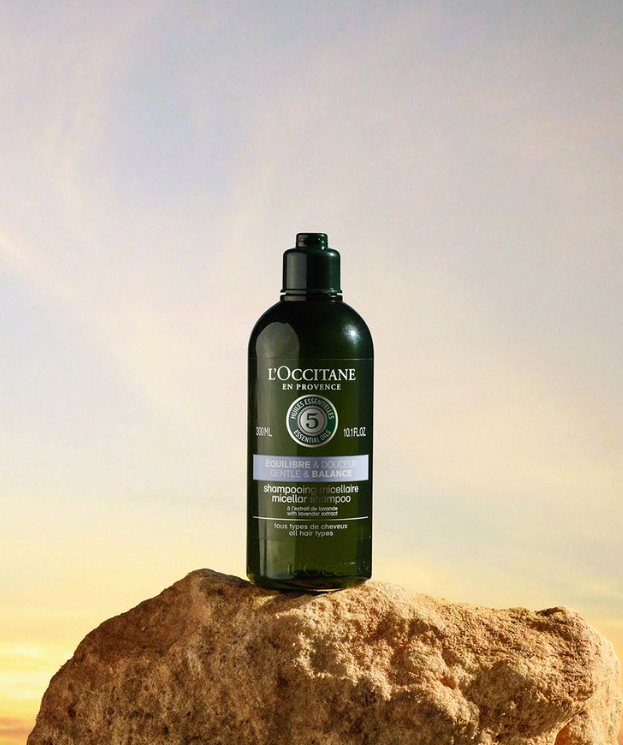 L'OCCITANE
EN PROVENCE
HUILES ESSENTIELLES
5
ESSENTIAL OILS
300ML 10.1FL.OZ
ÉQUILIBRE & DOUCEUR
GENTLE & BALANCE
shampooing micellaire
micellar shampoo
à l'extrait de lavande
with lavender extract
tous types de cheveux
all hair types